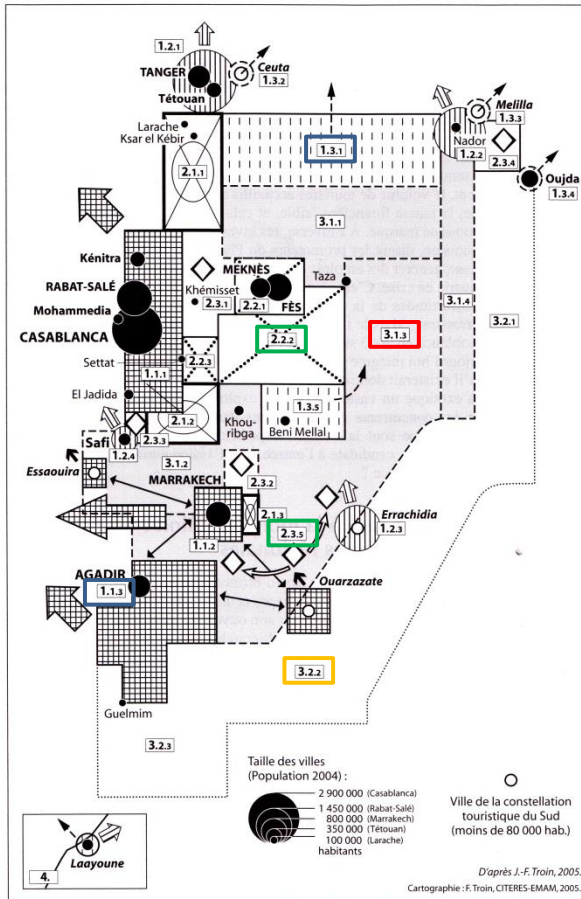 1.2.1
Ceuta
TANGER
1.3.2
Tétouan
Melilla
1.3.3
Larache
Ksar el Kébir
1.3.1
Nador
1.2.2
2.3.4
2.1.1
Oujda
1.3.4
3.1.1
Kénitra
MEKNÈS
Taza
3.1.4
RABAT-SALÉ
Khémisset
2.3.1
2.2.1
FÈS
3.2.1
Mohammedia
CASABLANCA
2.2.2
3.1.3
Settat
2.2.3
1.1.1
El Jadida
1.3.5
2.1.2
Khou-
ribga
Beni Mellal
Safi
2.3.3
1.2.4
3.1.2
Essaouira
MARRAKECH
2.3.2
2.1.3
Errachidia
1.2.3
2.3.5
1.1.2
AGADIR
Ouarzazate
1.1.3
3.2.2
Guelmim
3.2.3
Taille des villes
(Population 2004) :
2 900 000 (Casablanca)
1 450 000 (Rabat-Salé)
800 000 (Marrakech)
350 000 (Tétouan)
100 000 (Larache)
habitants
Ville de la constellation
touristique du Sud
(moins de 80 000 hab.)
Laayoune
4.
D'après J.-F. Troin, 2005.
Cartographie : F. Troin, CITERES-EMAM, 2005.